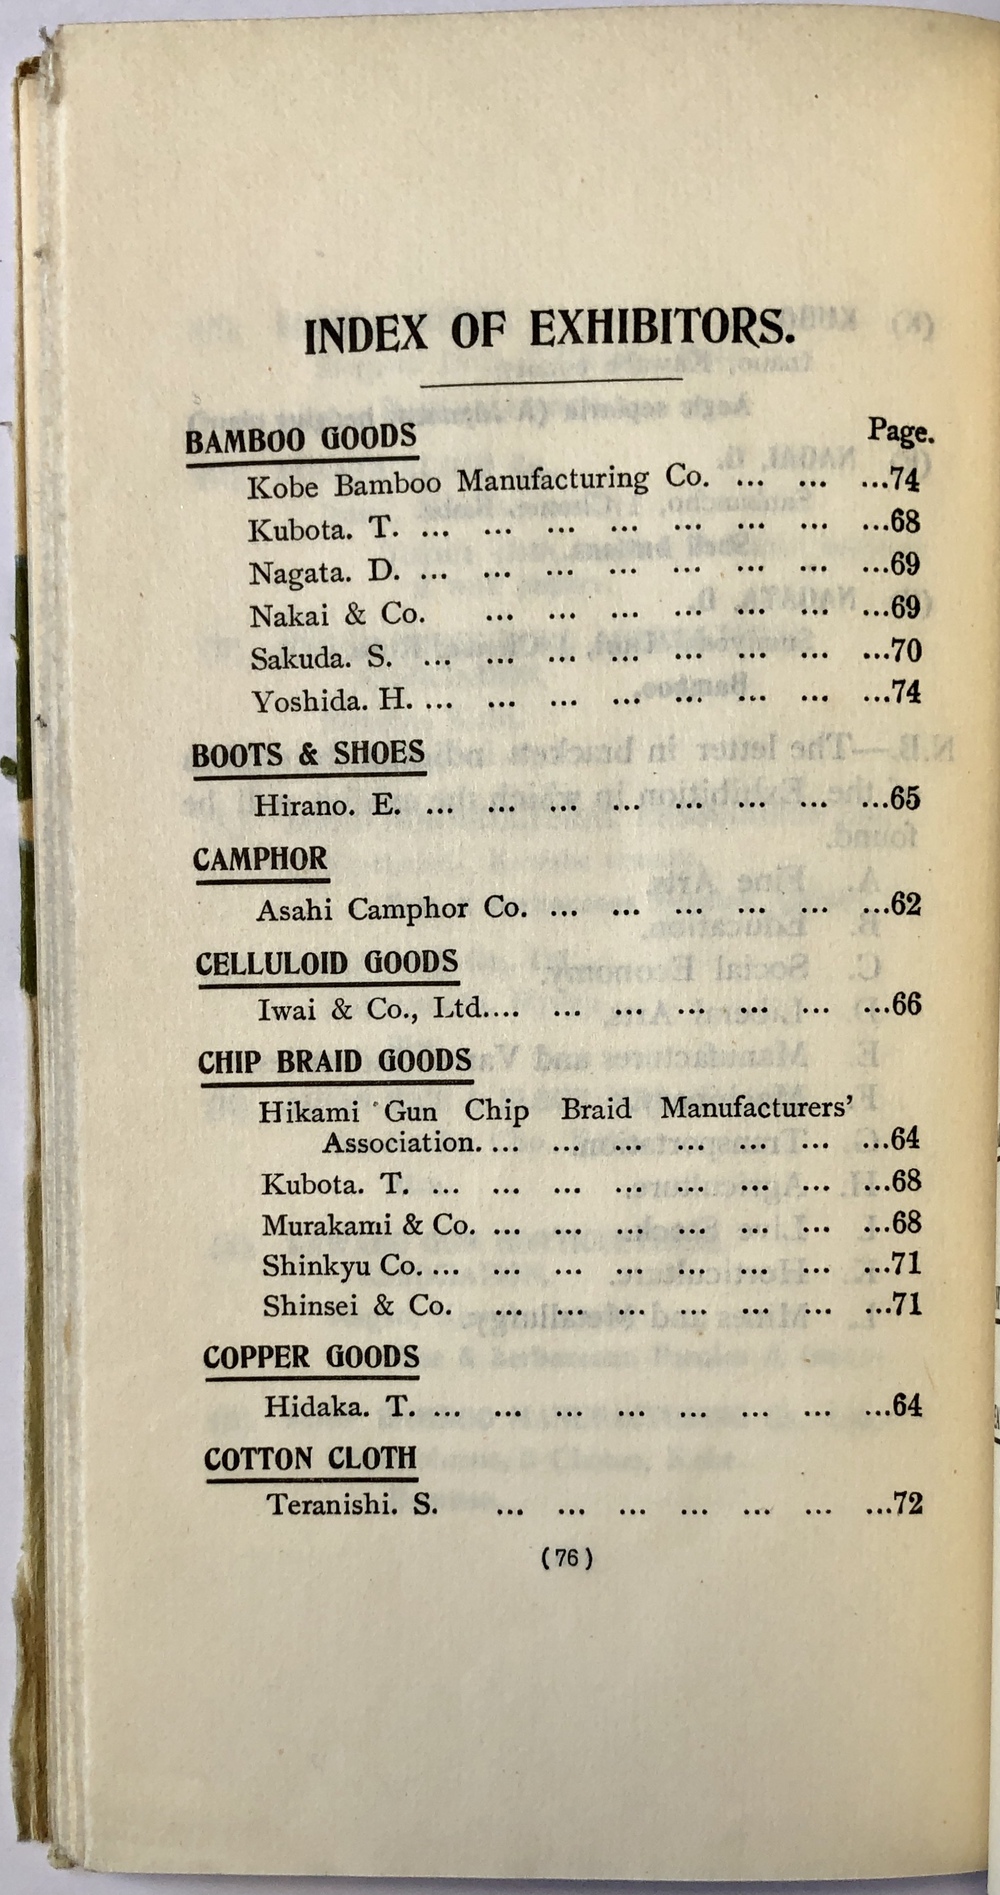 INDEX OF EXHIBITORS.
Page.
BAMBOO GOODS
Kobe Bamboo Manufacturing Co. ... ... ...74
Kubota. T. ... ... ... ... ... ... ... ...68
Nagata. D. ... ... ... ... ... ... ... ...69
Nakai & Co. ... ... ... ... ... ... ...69
Sakuda. S. ... ... ... ... ... ... ... ...70
Yoshida. H. ... ... ... ... ... ... ... ...74
BOOTS & SHOES
Hirano. E. ... ... ... ... ... ... ... ...65
CAMPHOR
Asahi Camphor Co. ... ... ... ... ... ...62
CELLULOID GOODS
Iwai & Co., Ltd.... ... ... ... ... ... ...66
CHIP BRAID GOODS
Hikami Gun Chip Braid Manufacturers'
Association. ... ... ... ... ... ... ...64
Kubota. T. ... ... ... ... ... ... ... ...68
Murakami & Co. ... ... ... ... ... ... ...68
Shinkyu Co. ... ... ... ... ... ... ... ...71
Shinsei & Co. ... ... ... ... ... ... ...71
COPPER GOODS
Hidaka. T. ... ... ... ... ... ... ... ...64
COTTON CLOTH
Teranishi. S. ... ... ... ... ... ... ...72
(76)